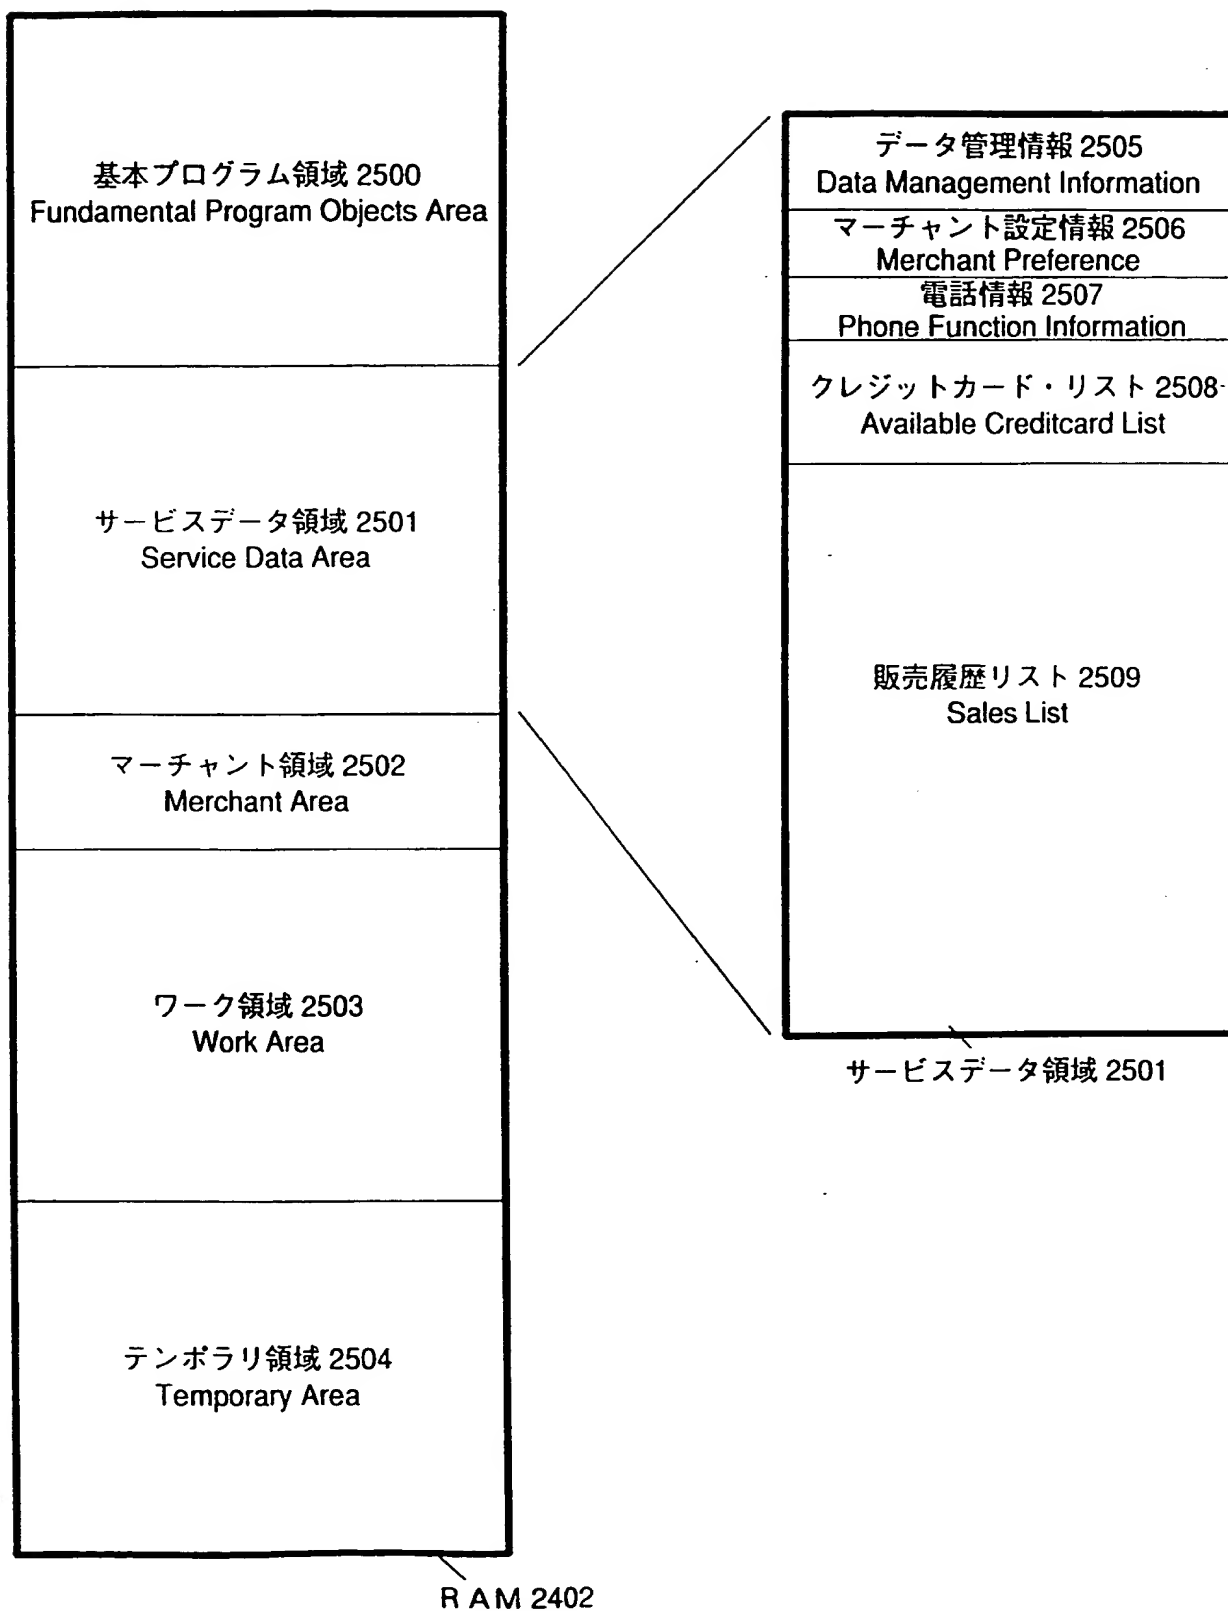 基本プログラム領域 2500
Fundamental Program Objects Area
サービスデータ領域 2501
Service Data Area
マーチャント領域 2502
Merchant Area
ワーク領域 2503
Work Area
テンポラリ領域 2504
Temporary Area
RAM 2402
データ管理情報 2505
Data Management Information
マーチャント設定情報 2506
Merchant Preference
電話情報 2507
Phone Function Information
クレジットカード・リスト 2508
Available Creditcard List
販売履歴リスト 2509
Sales List
サービスデータ領域 2501